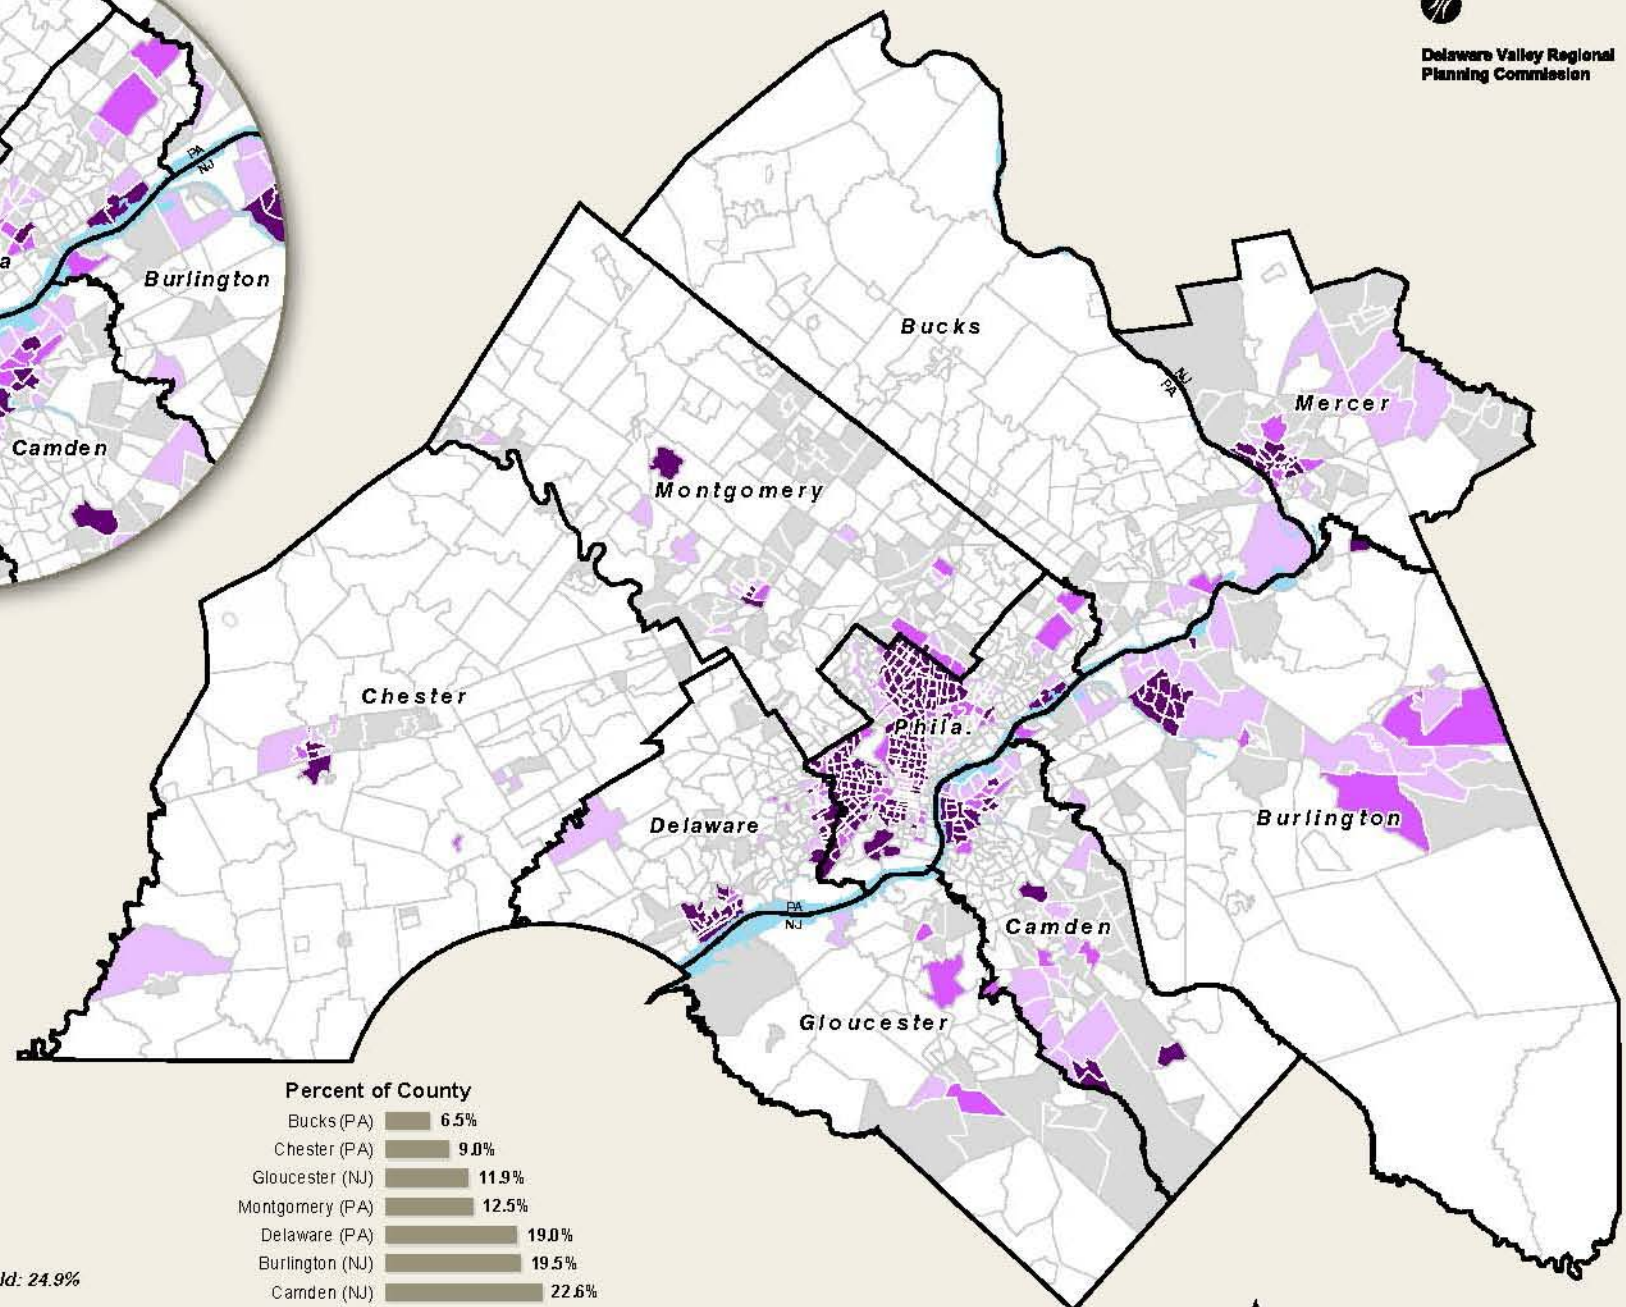 Delaware Valley Regional
Planning Commission
PA
NJ
a
Burlington
Camden
Bucks
NJ
PA
Mercer
Montgomery
Chester
Phila.
Delaware
Burlington
PA
NJ
Camden
Gloucester
Percent of County
Bucks (PA) 6.5%
Chester (PA) 9.0%
Gloucester (NJ) 11.9%
Montgomery (PA) 12.5%
Delaware (PA) 19.0%
Burlington (NJ) 19.5%
Camden (NJ) 22.6%
ld: 24.9%